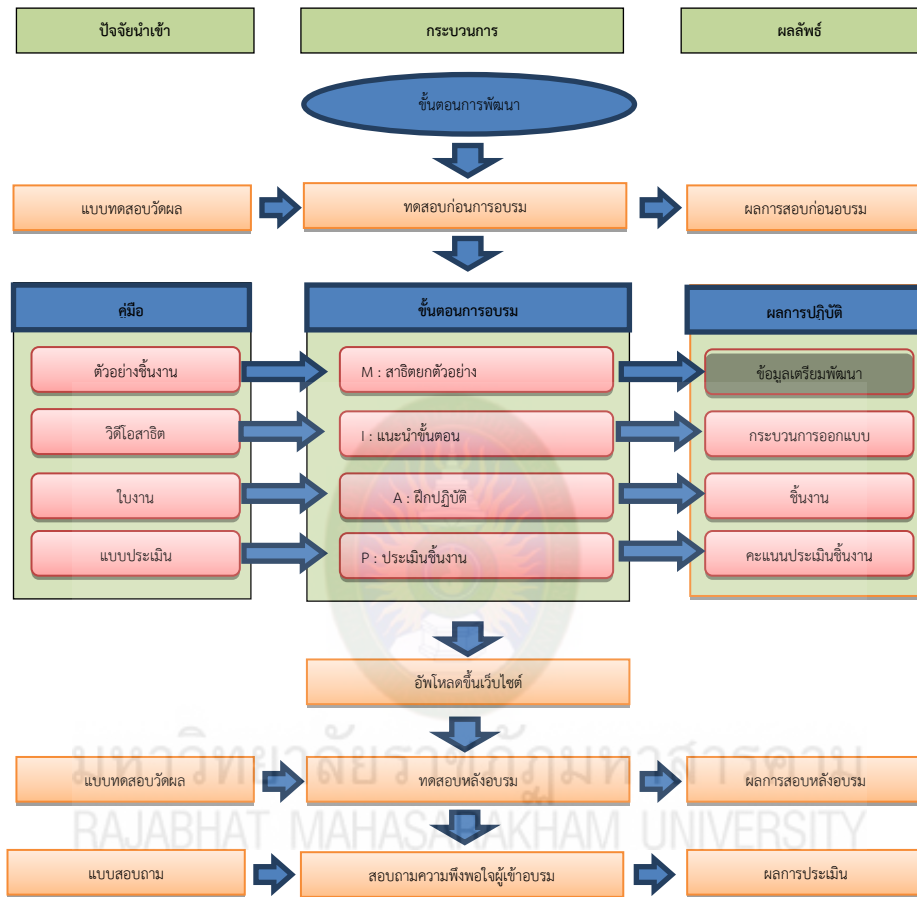 ปัจจัยนำเข้า
กระบวนการ
ผลลัพธ์
ขั้นตอนการพัฒนา
แบบทดสอบวัดผล
ทดสอบก่อนการอบรม
ผลการสอบก่อนอบรม
คู่มือ
ขั้นตอนการอบรม
ผลการปฏิบัติ
ตัวอย่างชิ้นงาน
M : สาธิตยกตัวอย่าง
ข้อมูลเตรียมพัฒนา
วิดีโอสาธิต
I : แนะนำขั้นตอน
กระบวนการออกแบบ
ใบงาน
A : ฝึกปฏิบัติ
ชิ้นงาน
แบบประเมิน
P : ประเมินชิ้นงาน
คะแนนประเมินชิ้นงาน
อัพโหลดขึ้นเว็บไซต์
มหาวิทยาลัยราชภัฏมหาสารคาม
แบบทดสอบวัดผล
ทดสอบหลังอบรม
ผลการสอบหลังอบรม
RAJABHAT MAHASARAKHAM UNIVERSITY
แบบสอบถาม
สอบถามความพึงพอใจผู้เข้าอบรม
ผลการประเมิน